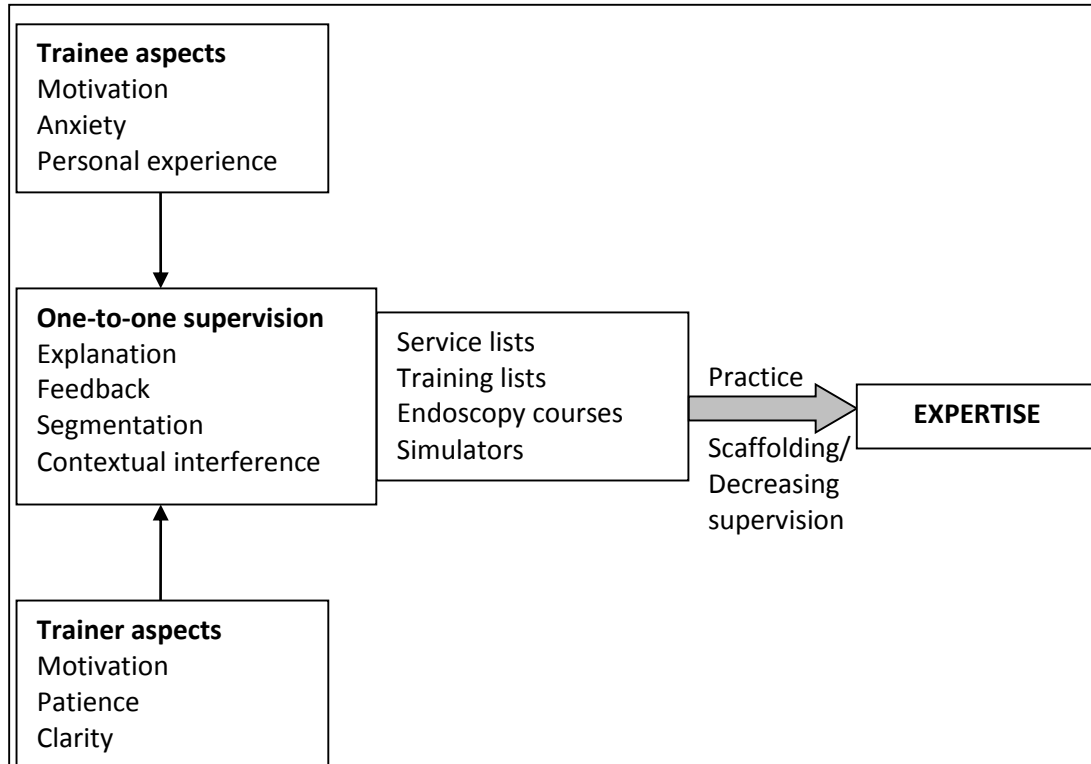 Trainee aspects
Motivation
Anxiety
Personal experience
One-to-one supervision
Explanation
Feedback
Segmentation
Contextual interference
Service lists
Training lists
Endoscopy courses
Simulators
Practice
Scaffolding/
Decreasing
supervision
EXPERTISE
Trainer aspects
Motivation
Patience
Clarity